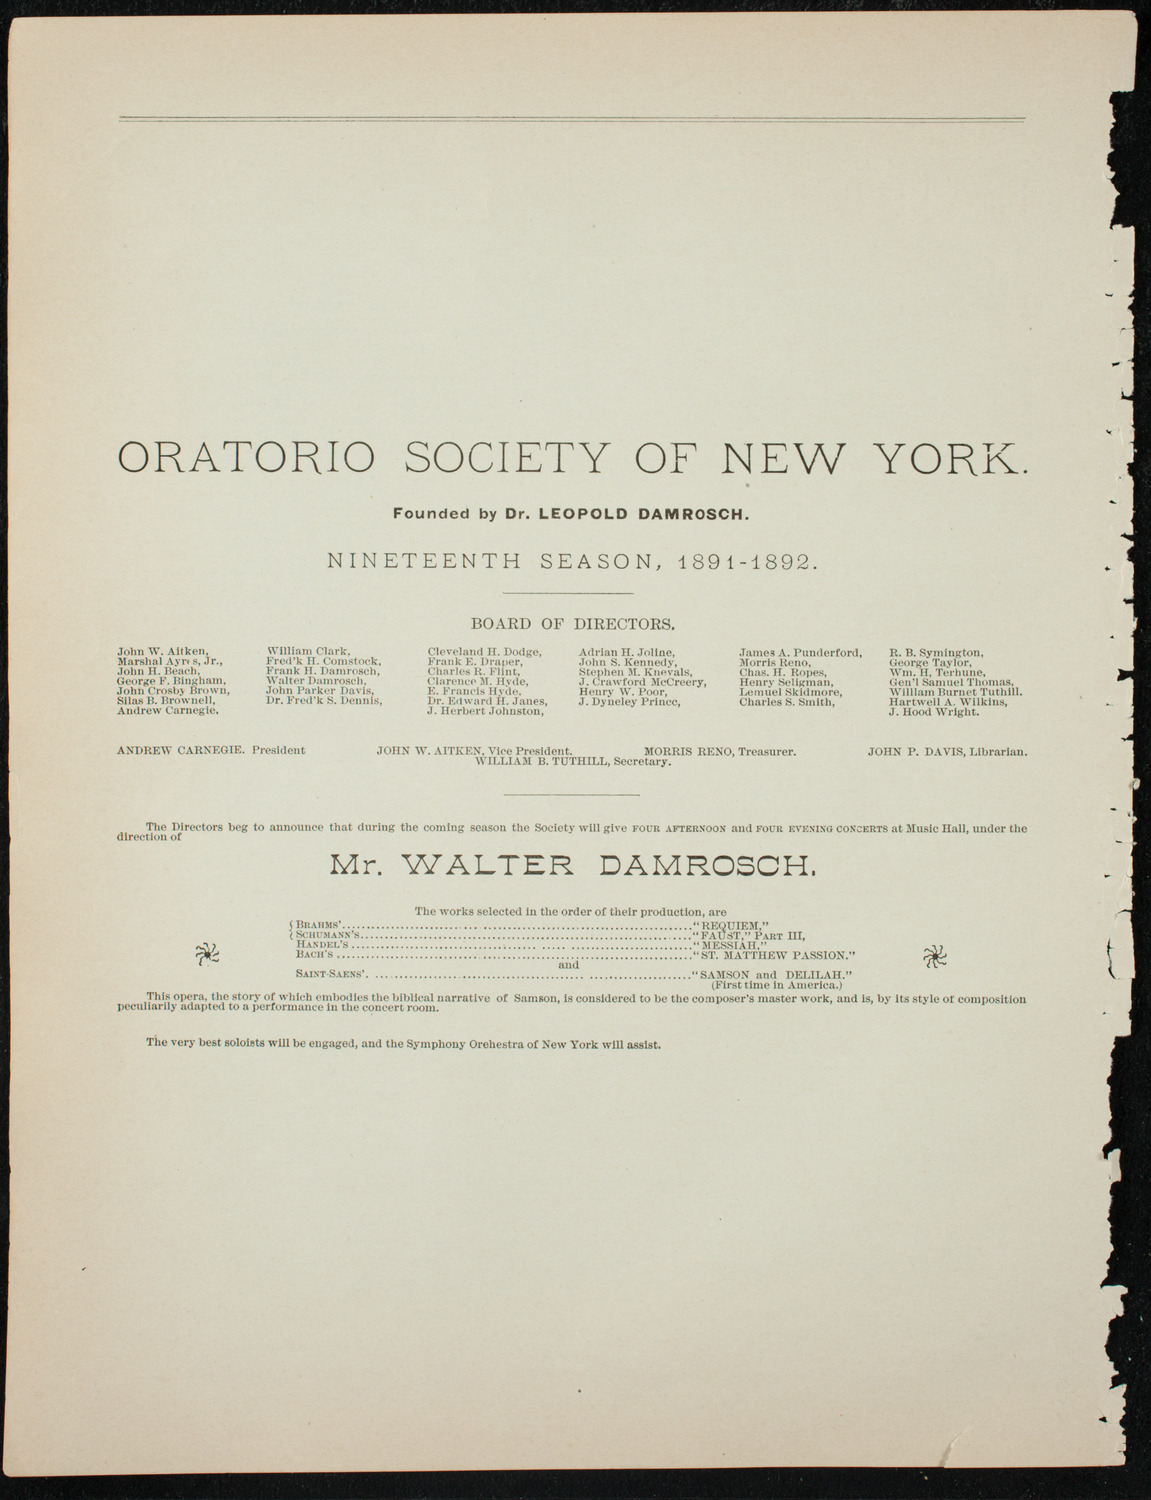 ORATORIO SOCIETY OF NEW YORK.
Founded by Dr. LEOPOLD DAMROSCH.
NINETEENTH SEASON, 1891-1892.
BOARD OF DIRECTORS.
John W. Aitken,
Marshal Ayres, Jr.,
John H. Beach,
George F. Bingham,
John Crosby Brown,
Silas B. Brownell,
Andrew Carnegie.
William Clark,
Fred'k H. Comstock,
Frank H. Damrosch,
Walter Damrosch,
John Parker Davis,
Dr. Fred'k S. Dennis,
Cleveland H. Dodge,
Frank E. Draper,
Charles R. Flint,
Clarence M. Hyde,
E. Francis Hyde,
Dr. Edward H. Janes,
J. Herbert Johnston,
Adrian H. Joline,
John S. Kennedy,
Stephen M. Knevals,
J. Crawford McCreery,
Henry W. Poor,
J. Dyneley Prince,
James A. Punderford,
Morris Reno,
Chas. H. Ropes,
Henry Seligman,
Lemuel Skidmore,
Charles S. Smith,
R. B. Symington,
George Taylor,
Wm. H, Terhune,
Gen'l Samuel Thomas,
William Burnet Tuthill.
Hartwell A. Wilkins,
J. Hood Wright.
ANDREW CARNEGIE. President JOHN W. AITKEN, Vice President. MORRIS RENO, Treasurer. JOHN P. DAVIS, Librarian.
WILLIAM B. TUTHILL, Secretary.
The Directors beg to announce that during the coming season the Society will give FOUR AFTERNOON and FOUR EVENING CONCERTS at Music Hall, under the
direction of
Mr. WALTER DAMROSCH.
The works selected in the order of their production, are
BRAHMS'...................."REQUIEM,"
SCHUMANN'S...................."FAUST," PART III,
HANDEL'S...................."MESSIAH,"
BACH'S...................."ST. MATTHEW PASSION."
and
SAINT-SAENS'...................."SAMSON and DELILAH."
(First time in America.)
This opera, the story of which embodies the biblical narrative of Samson, is considered to be the composer's master work, and is, by its style of composition
peculiarily adapted to a performance in the concert room.
The very best soloists will be engaged, and the Symphony Orehestra of New York will assist.